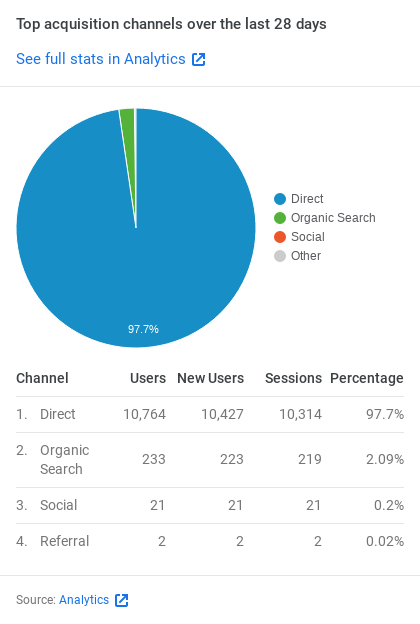 Top acquisition channels over the last 28 days
See full stats in Analytics
Direct
Organic Search
Social
Other
97.7%
Channel Users New Users Sessions Percentage
1. Direct 10,764 10,427 10,314 97.7%
2. Organic
Search 233 223 219 2.09%
3. Social 21 21 21 0.2%
4. Referral 2 2 2 0.02%
Source: Analytics